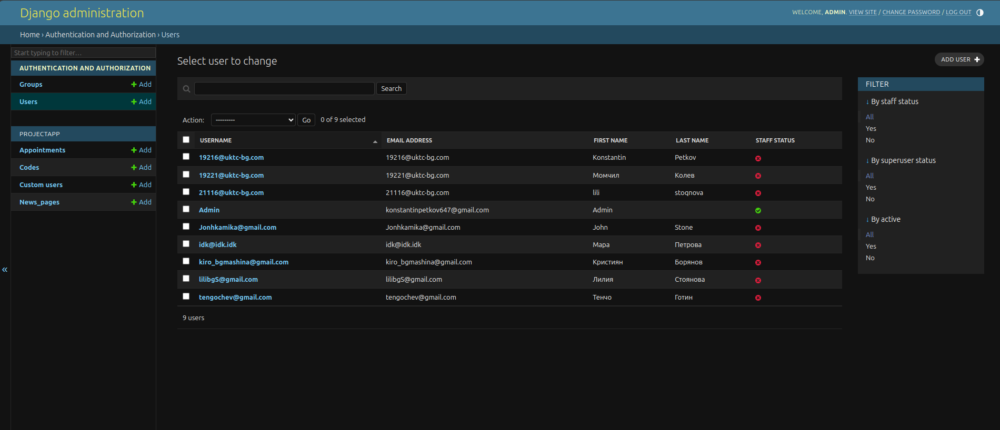 Django administration
WELCOME, ADMIN. VIEW SITE / CHANGE PASSWORD / LOG OUT
Home › Authentication and Authorization › Users
Start typing to filter...
AUTHENTICATION AND AUTHORIZATION
Groups + Add
Users + Add
PROJECTAPP
Appointments + Add
Codes + Add
Custom users + Add
News_pages + Add
«
Select user to change
ADD USER +
Search
Action: --------- Go 0 of 9 selected
USERNAME EMAIL ADDRESS FIRST NAME LAST NAME STAFF STATUS
19216@uktc-bg.com 19216@uktc-bg.com Konstantin Petkov
19221@uktc-bg.com 19221@uktc-bg.com Момчил Колев
21116@uktc-bg.com 21116@uktc-bg.com lili stoqnova
Admin konstantinpetkov647@gmail.com Admin
Jonhkamika@gmail.com Jonhkamika@gmail.com John Stone
idk@idk.idk idk@idk.idk Мара Петрова
kiro_bgmashina@gmail.com kiro_bgmashina@gmail.com Кристиян Борянов
lilibgS@gmail.com lilibgS@gmail.com Лилия Стоянова
tengochev@gmail.com tengochev@gmail.com Тенчо Готин
9 users
FILTER
↓ By staff status
All
Yes
No
↓ By superuser status
All
Yes
No
↓ By active
All
Yes
No